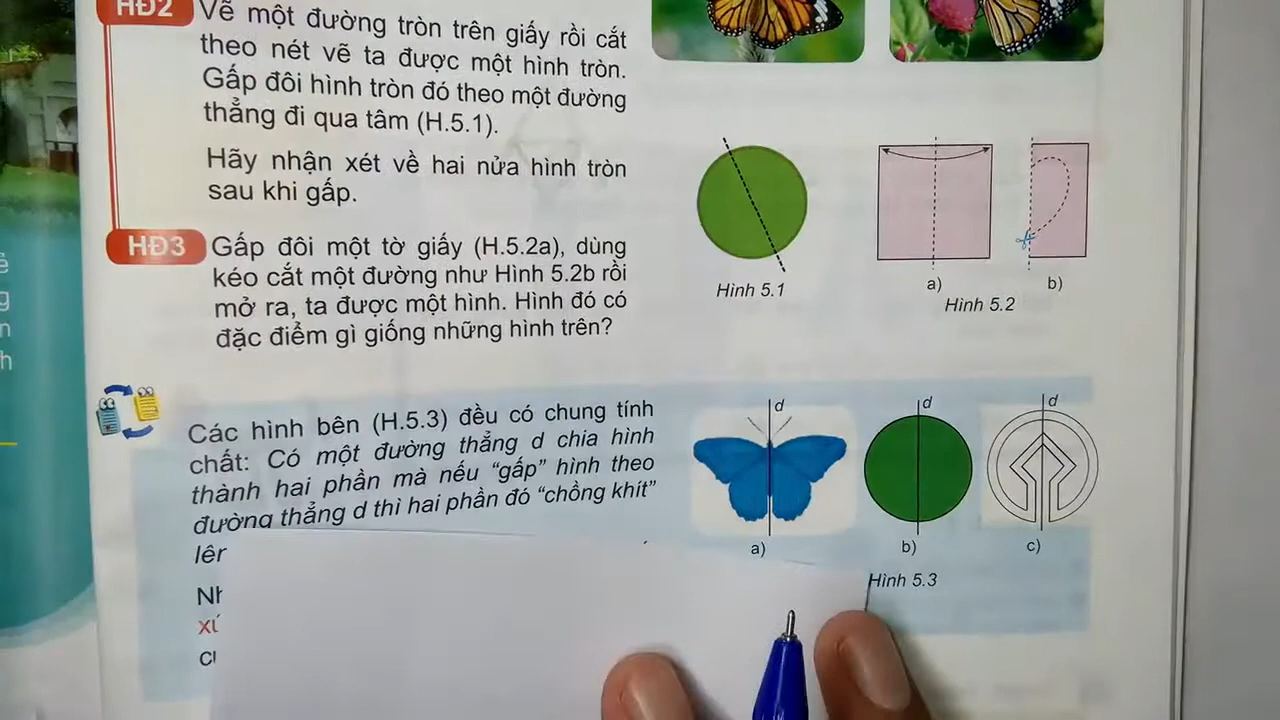 HĐ2 Vẽ một đường tròn trên giấy rồi cắt
theo nét vẽ ta được một hình tròn.
Gấp đôi hình tròn đó theo một đường
thẳng đi qua tâm (H.5.1).
Hãy nhận xét về hai nửa hình tròn
sau khi gấp.
HĐ3 Gấp đôi một tờ giấy (H.5.2a), dùng
kéo cắt một đường như Hình 5.2b rồi
mở ra, ta được một hình. Hình đó có
đặc điểm gì giống những hình trên?
Hình 5.1
a)
b)
Hình 5.2
Các hình bên (H.5.3) đều có chung tính
chất: Có một đường thẳng d chia hình
thành hai phần mà nếu “gấp” hình theo
đường thẳng d thì hai phần đó “chồng khít”
d
d
d
a)
b)
c)
Hình 5.3